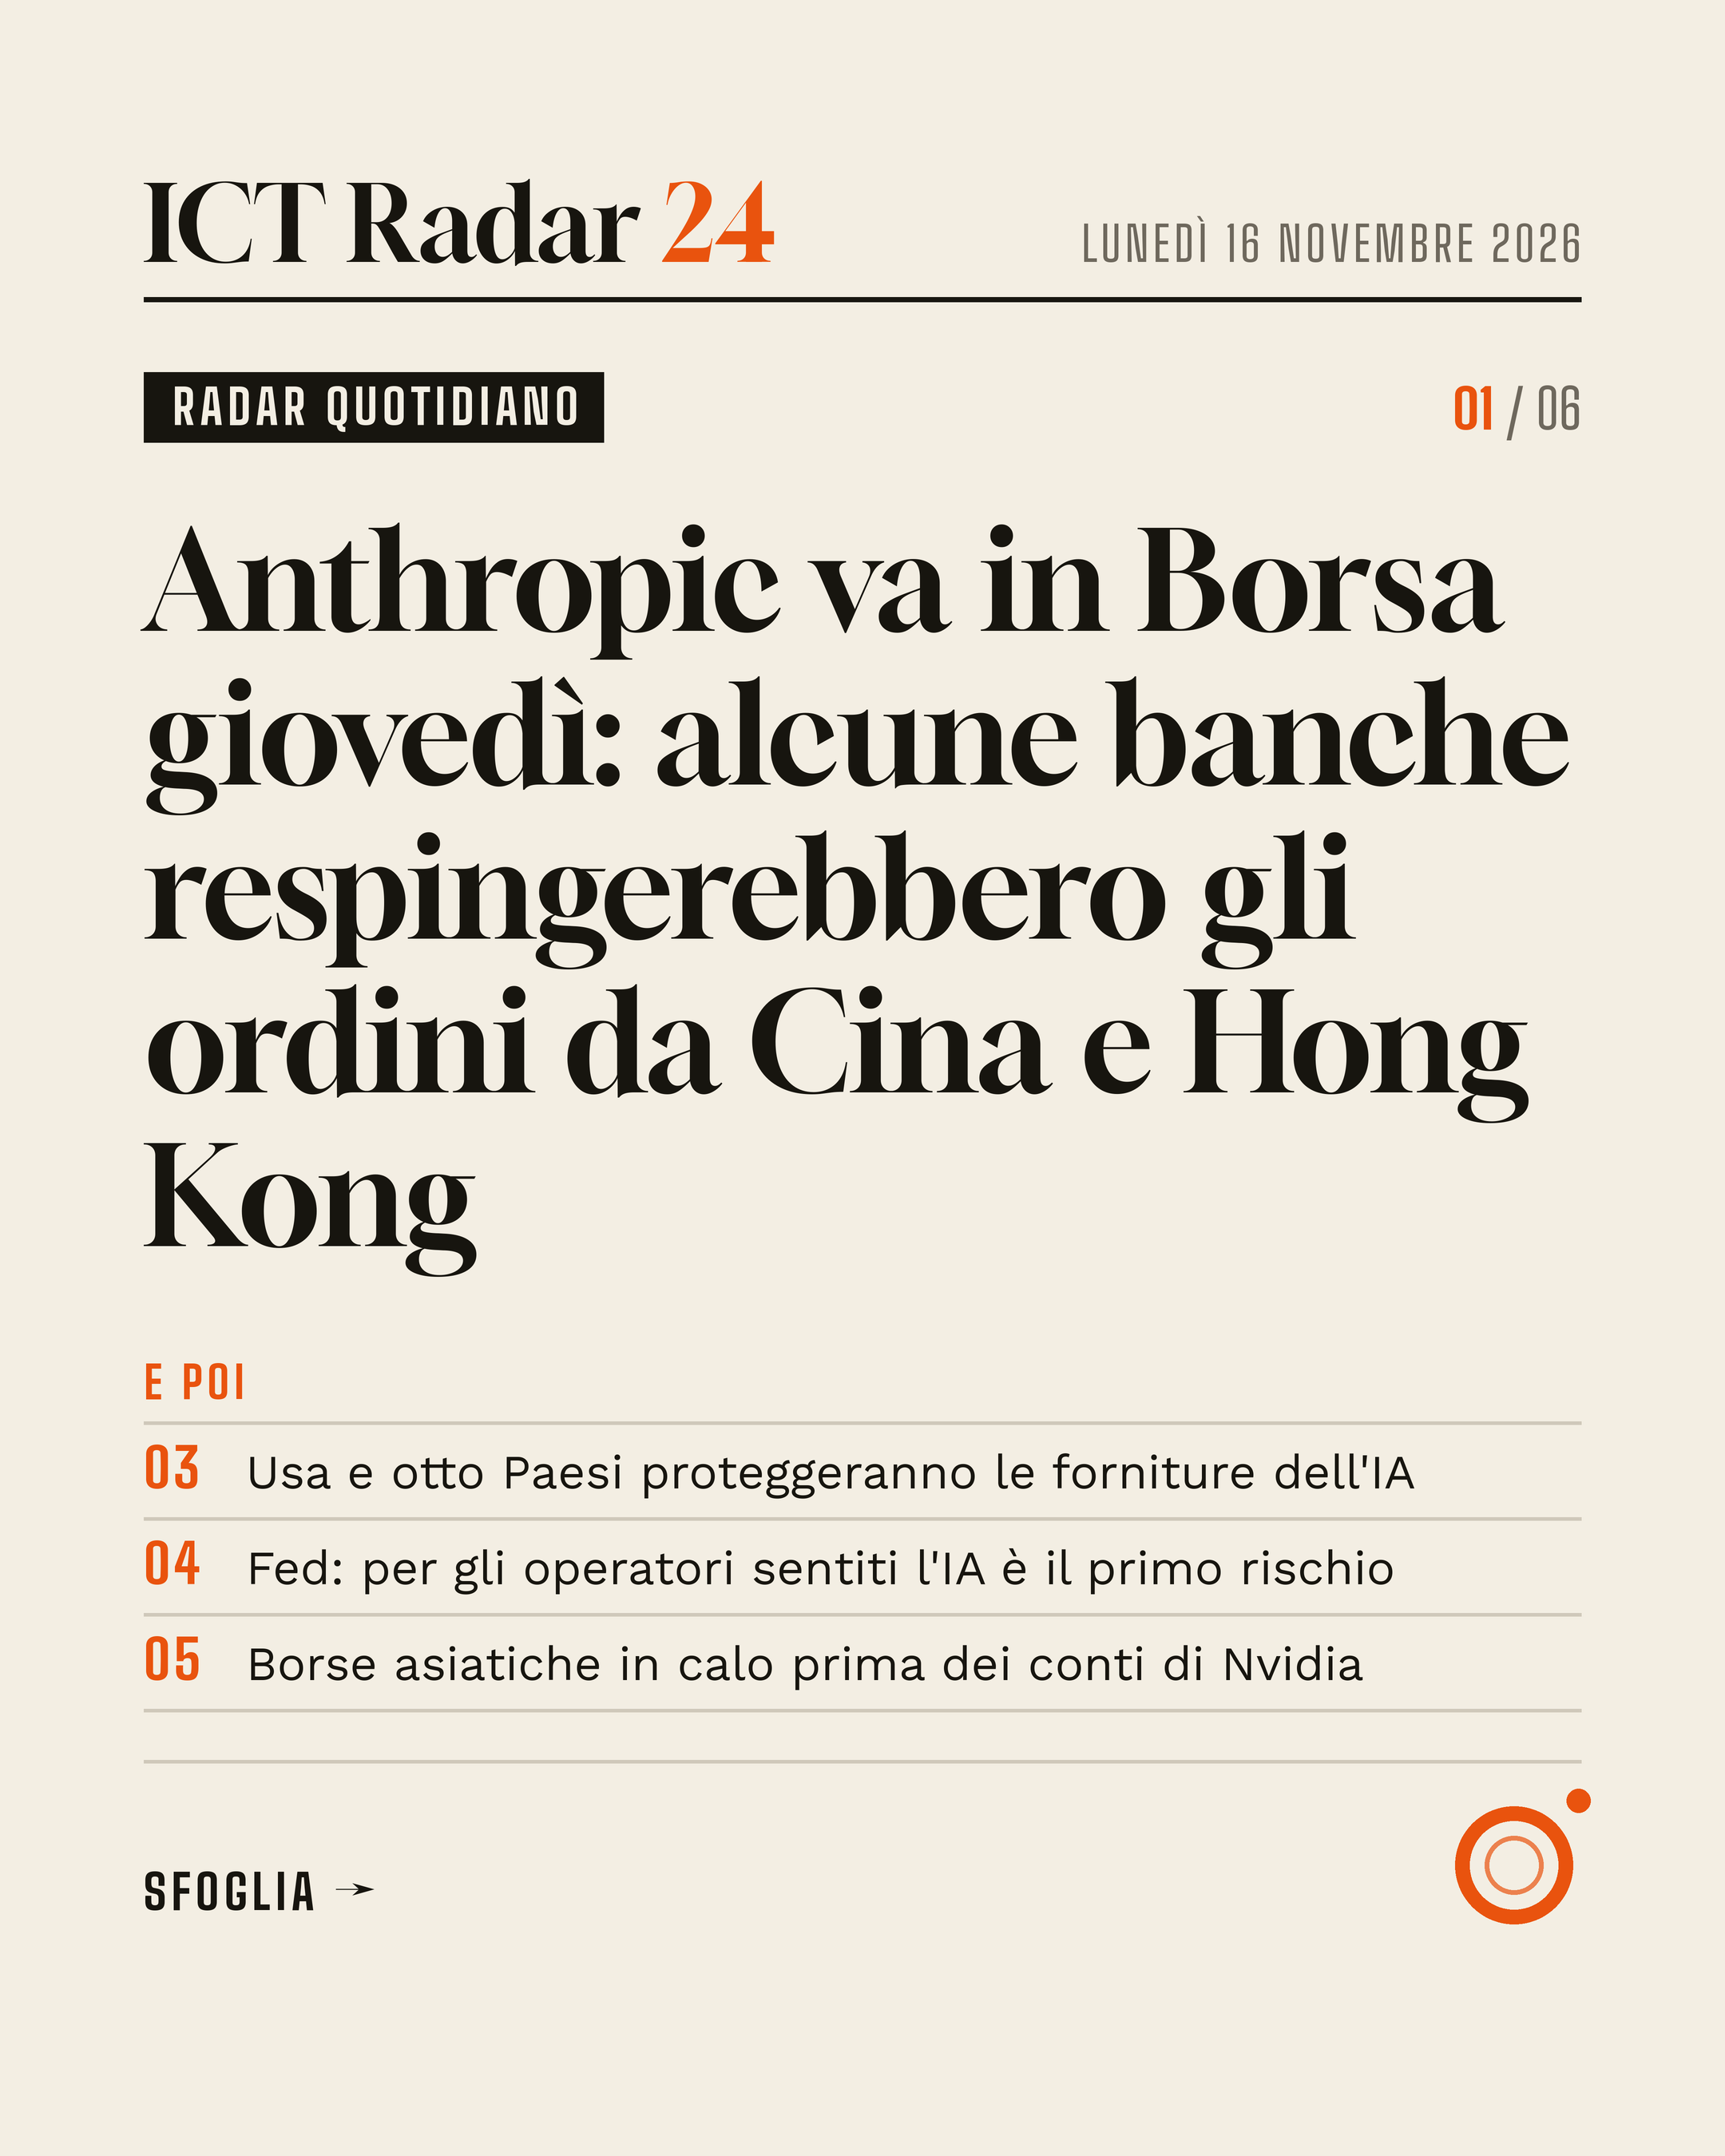 ICT Radar 24
LUNEDÌ 16 NOVEMBRE 2026
RADAR QUOTIDIANO
01 / 06
Anthropic va in Borsa
giovedì: alcune banche
respingerebbero gli
ordini da Cina e Hong
Kong
E POI
03 Usa e otto Paesi proteggeranno le forniture dell'IA
04 Fed: per gli operatori sentiti l'IA è il primo rischio
05 Borse asiatiche in calo prima dei conti di Nvidia
SFOGLIA →